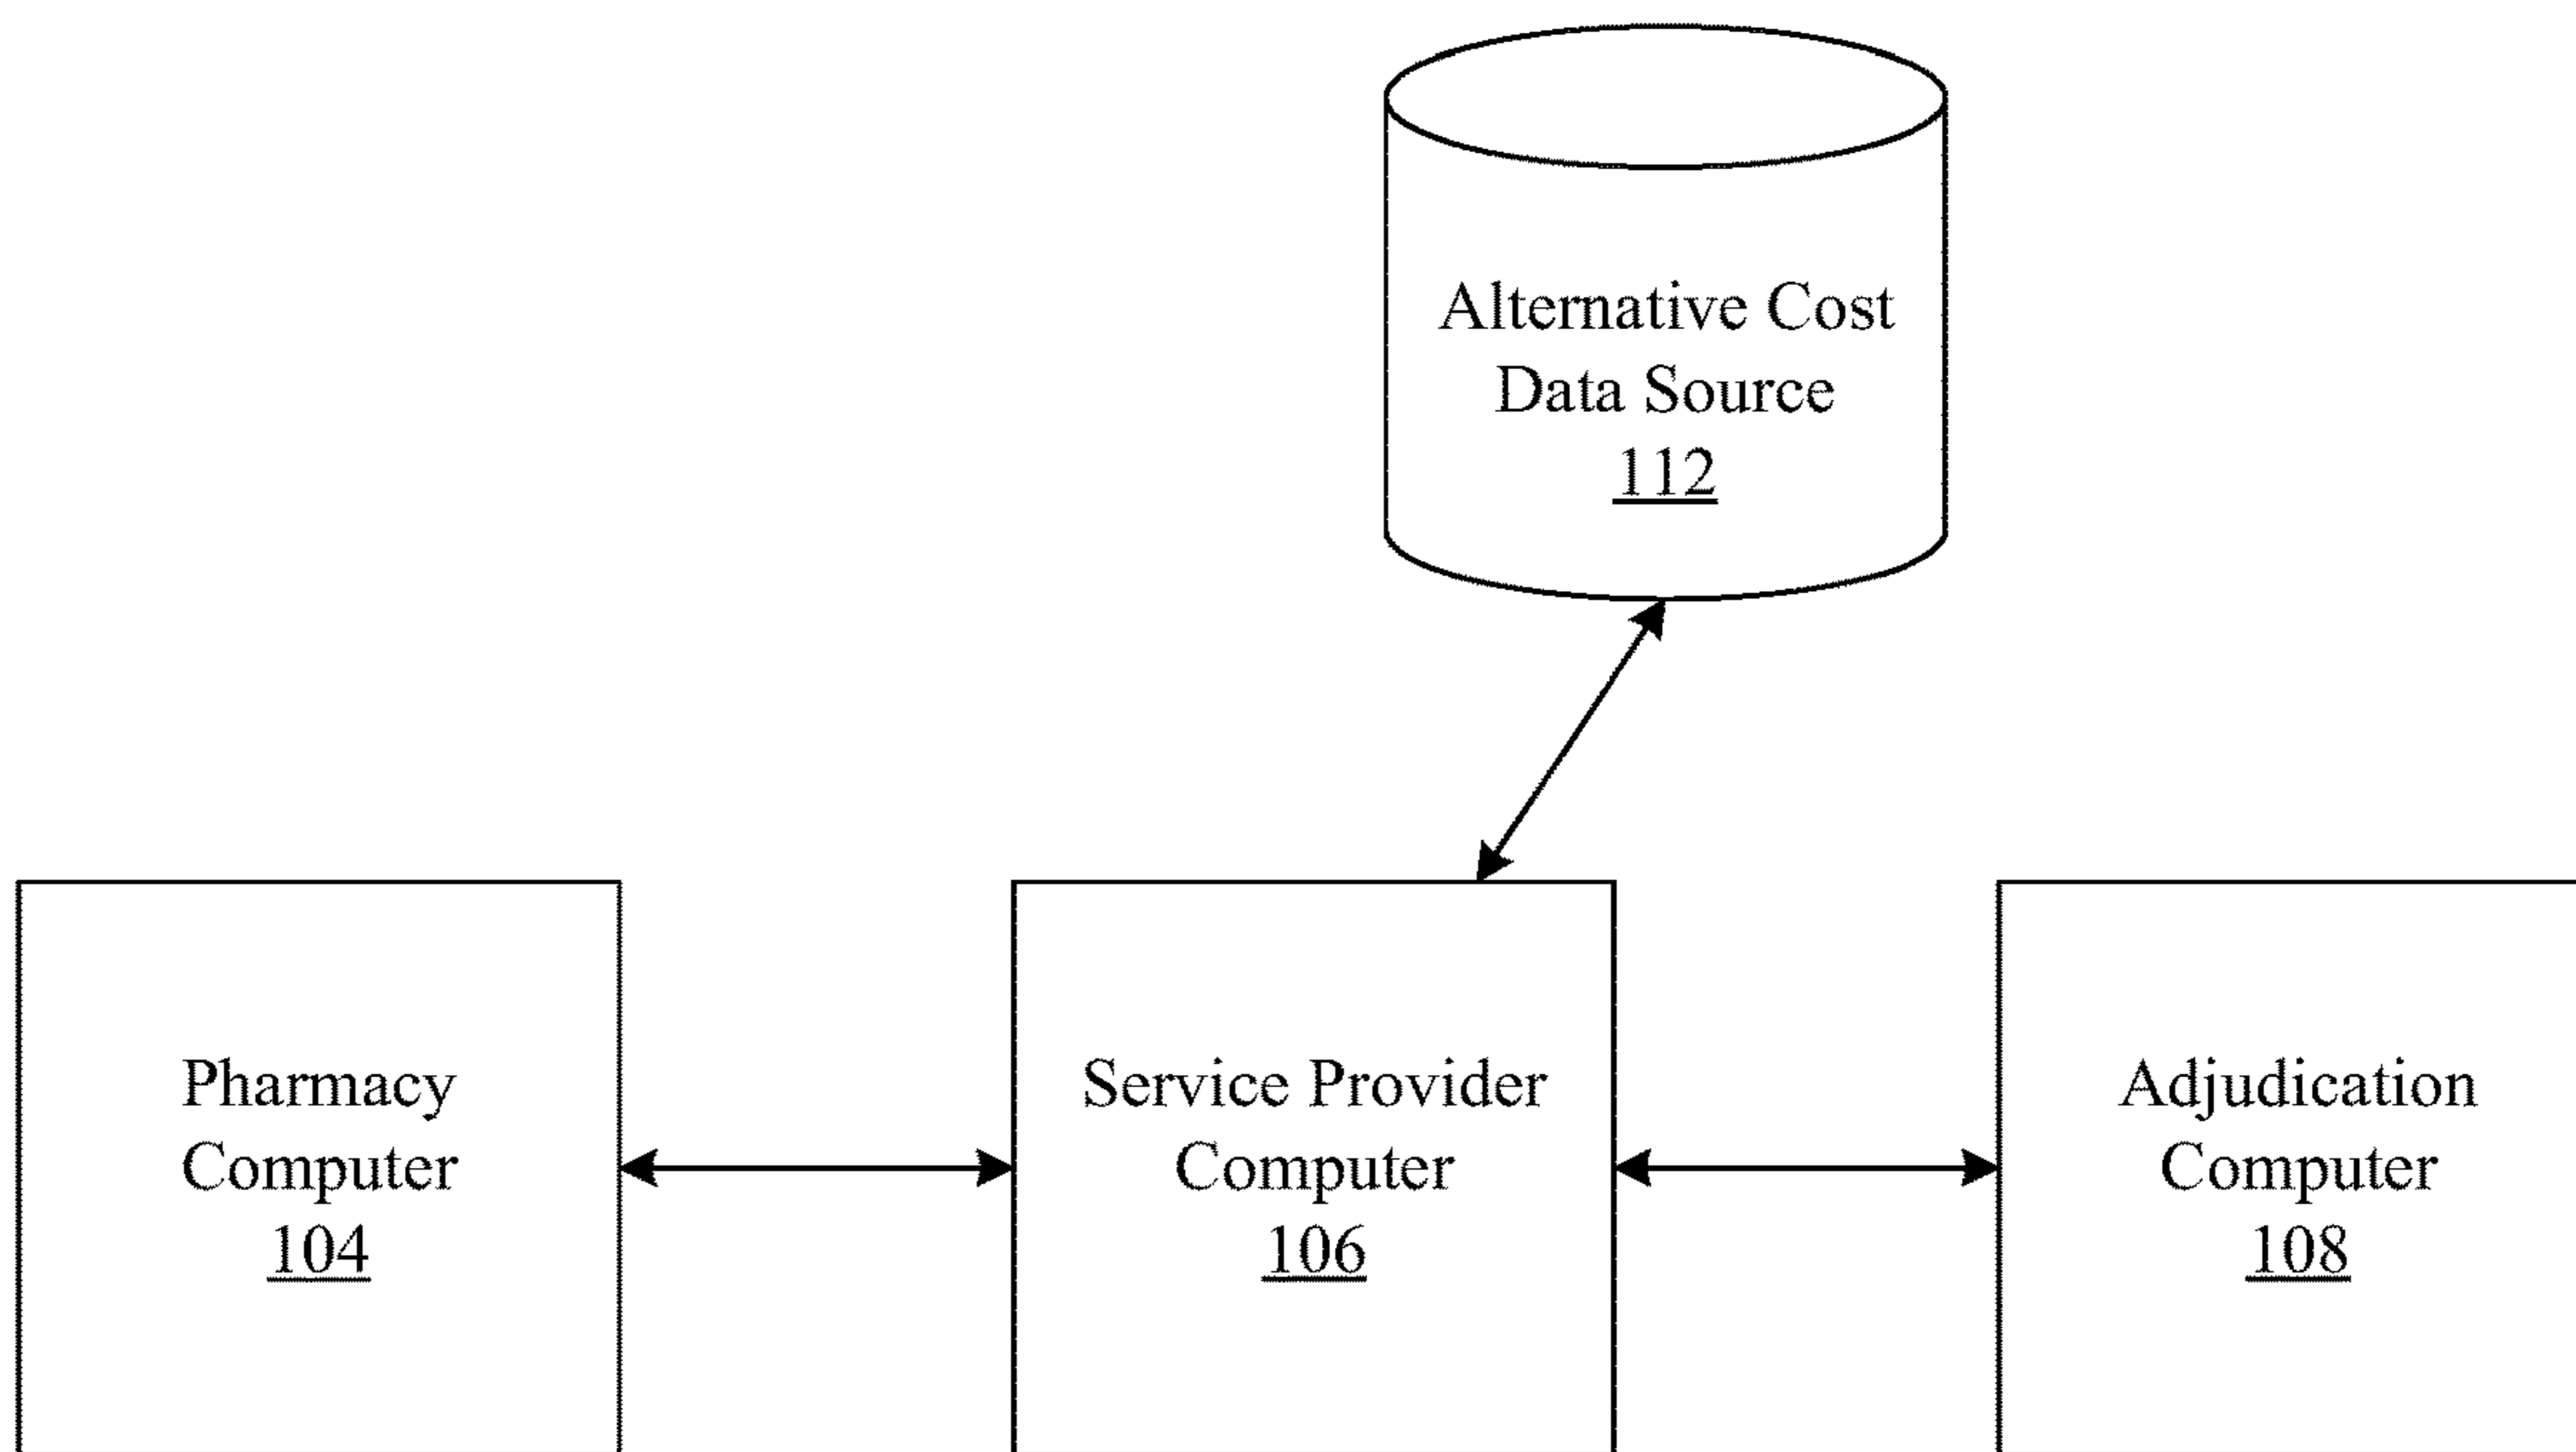 Alternative Cost
Data Source
112
Pharmacy
Computer
104
Service Provider
Computer
106
Adjudication
Computer
108